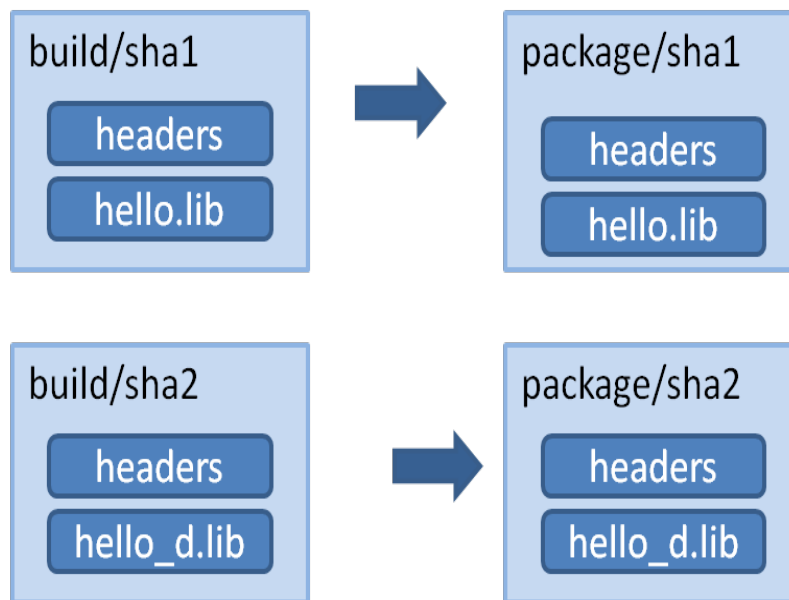 build/sha1
headers
hello.lib
package/sha1
headers
hello.lib
build/sha2
headers
hello_d.lib
package/sha2
headers
hello_d.lib